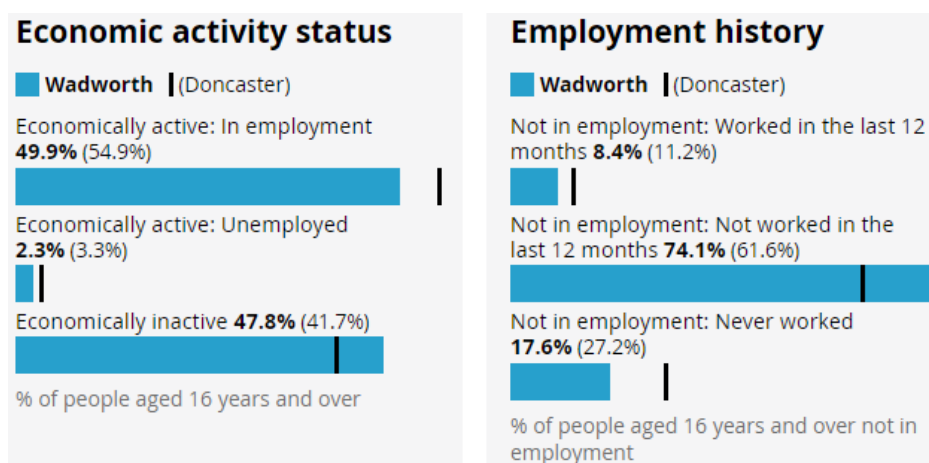 Economic activity status
Wadworth (Doncaster)
Economically active: In employment
49.9% (54.9%)
Economically active: Unemployed
2.3% (3.3%)
Economically inactive 47.8% (41.7%)
% of people aged 16 years and over
Employment history
Wadworth (Doncaster)
Not in employment: Worked in the last 12
months 8.4% (11.2%)
Not in employment: Not worked in the
last 12 months 74.1% (61.6%)
Not in employment: Never worked
17.6% (27.2%)
% of people aged 16 years and over not in
employment